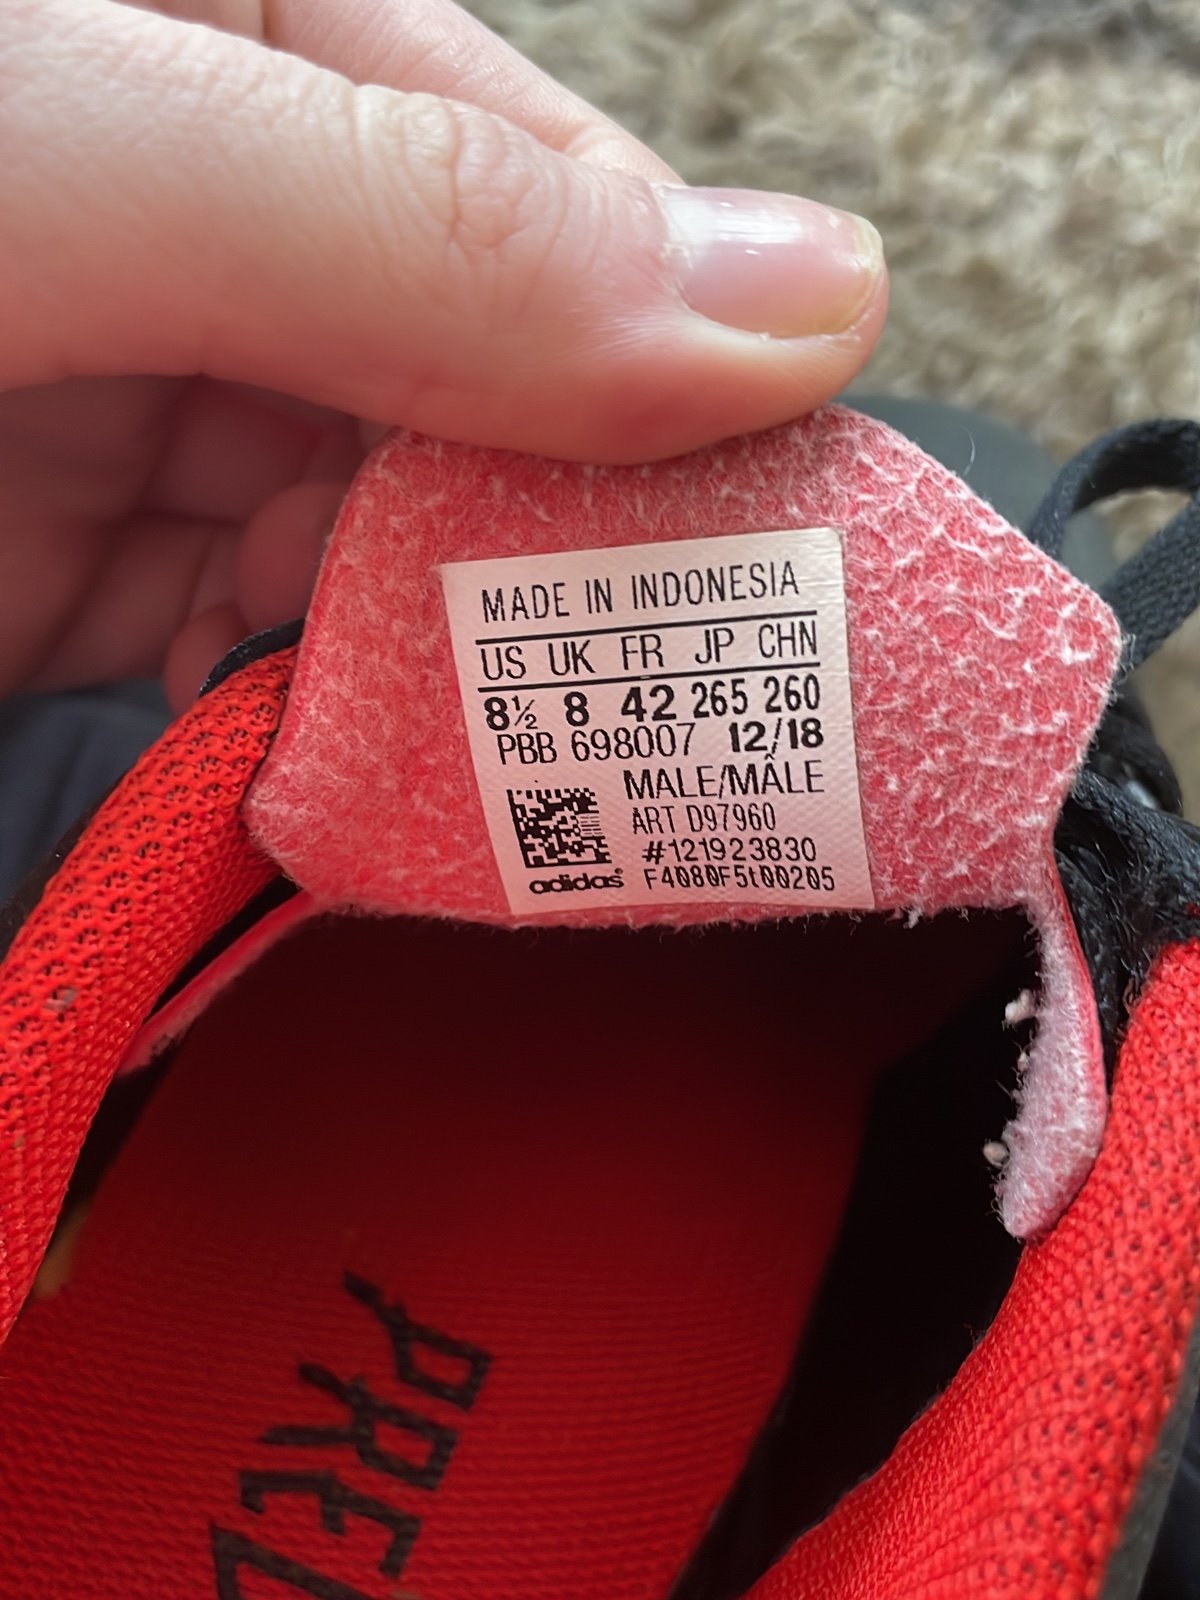 MADE IN INDONESIA
US UK FR JP CHN
8½ 8 42 265 260
PBB 698007 12/18
MALE/MÂLE
ART D97960
#121923830
adidas F4080F5t00205
PRED